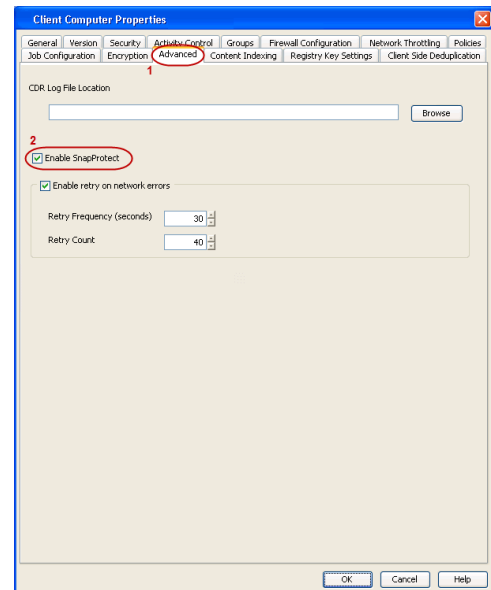 Client Computer Properties
General Version Security Activity Control Groups Firewall Configuration Network Throttling Policies
Job Configuration Encryption Advanced Content Indexing Registry Key Settings Client Side Deduplication
1
CDR Log File Location
Browse
2
Enable SnapProtect
Enable retry on network errors
Retry Frequency (seconds) 30
Retry Count 40
OK Cancel Help